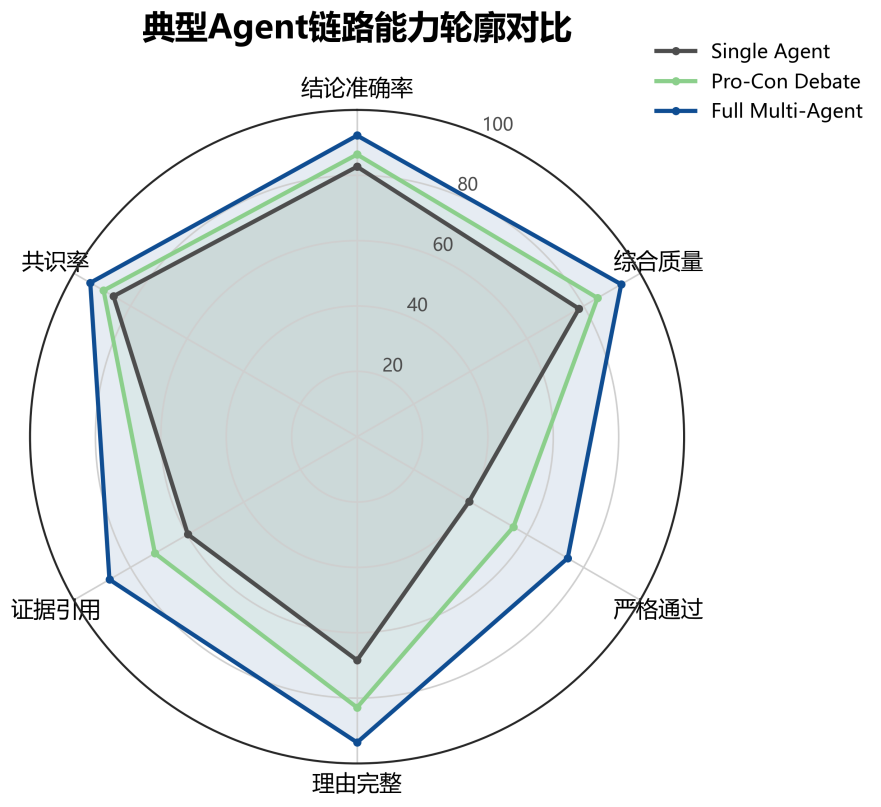 典型Agent链路能力轮廓对比
Single Agent
Pro-Con Debate
Full Multi-Agent
结论准确率
100
80
60
40
20
共识率
综合质量
证据引用
严格通过
理由完整